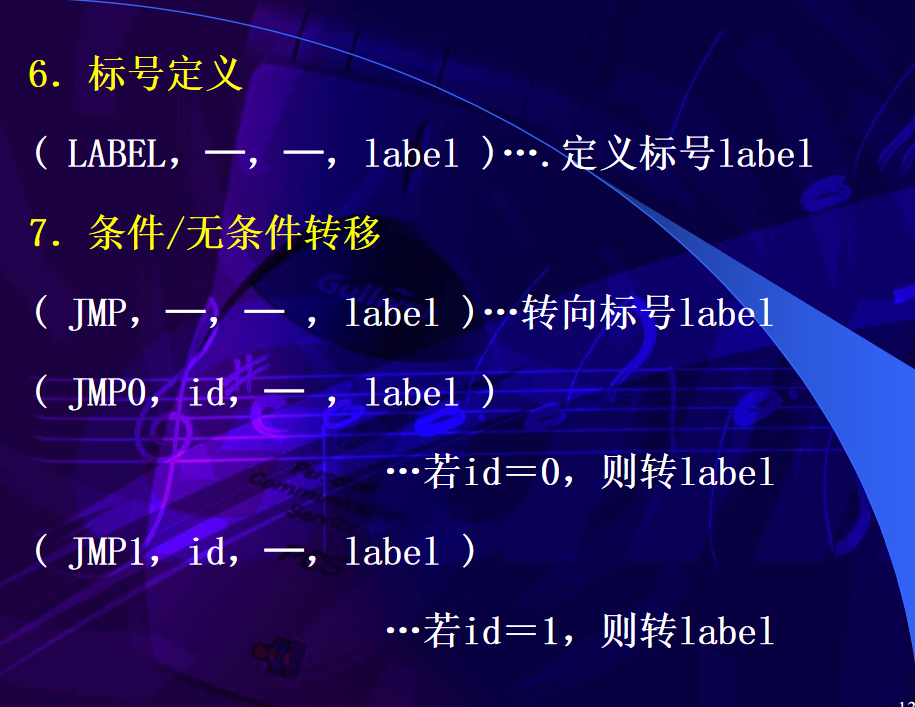 6. 标号定义
( LABEL, —, —, label )….定义标号label
7. 条件/无条件转移
( JMP, —, — , label )…转向标号label
( JMP0, id, — , label )
…若id=0, 则转label
( JMP1, id, —, label )
…若id=1, 则转label